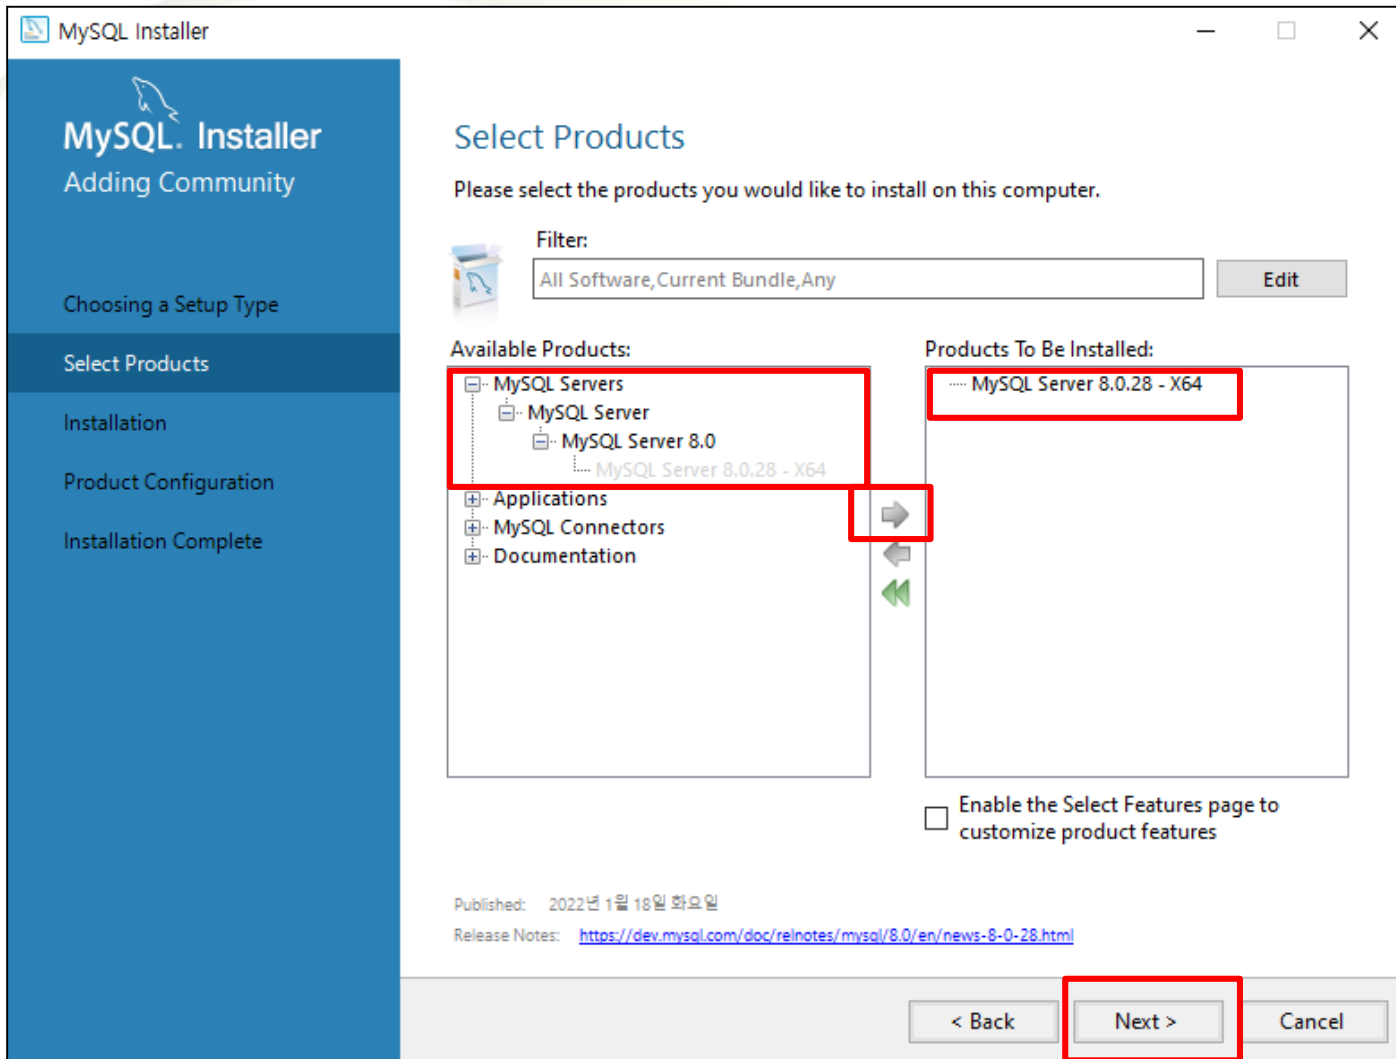 MySQL Installer
MySQL. Installer
Adding Community
Choosing a Setup Type
Select Products
Installation
Product Configuration
Installation Complete
Select Products
Please select the products you would like to install on this computer.
Filter:
All Software,Current Bundle,Any
Edit
Available Products:
MySQL Servers
MySQL Server
MySQL Server 8.0
MySQL Server 8.0.28 - X64
Applications
MySQL Connectors
Documentation
Products To Be Installed:
MySQL Server 8.0.28 - X64
Enable the Select Features page to
customize product features
Published: 2022년 1월 18일 화요일
Release Notes: https://dev.mysql.com/doc/relnotes/mysql/8.0/en/news-8-0-28.html
< Back
Next >
Cancel